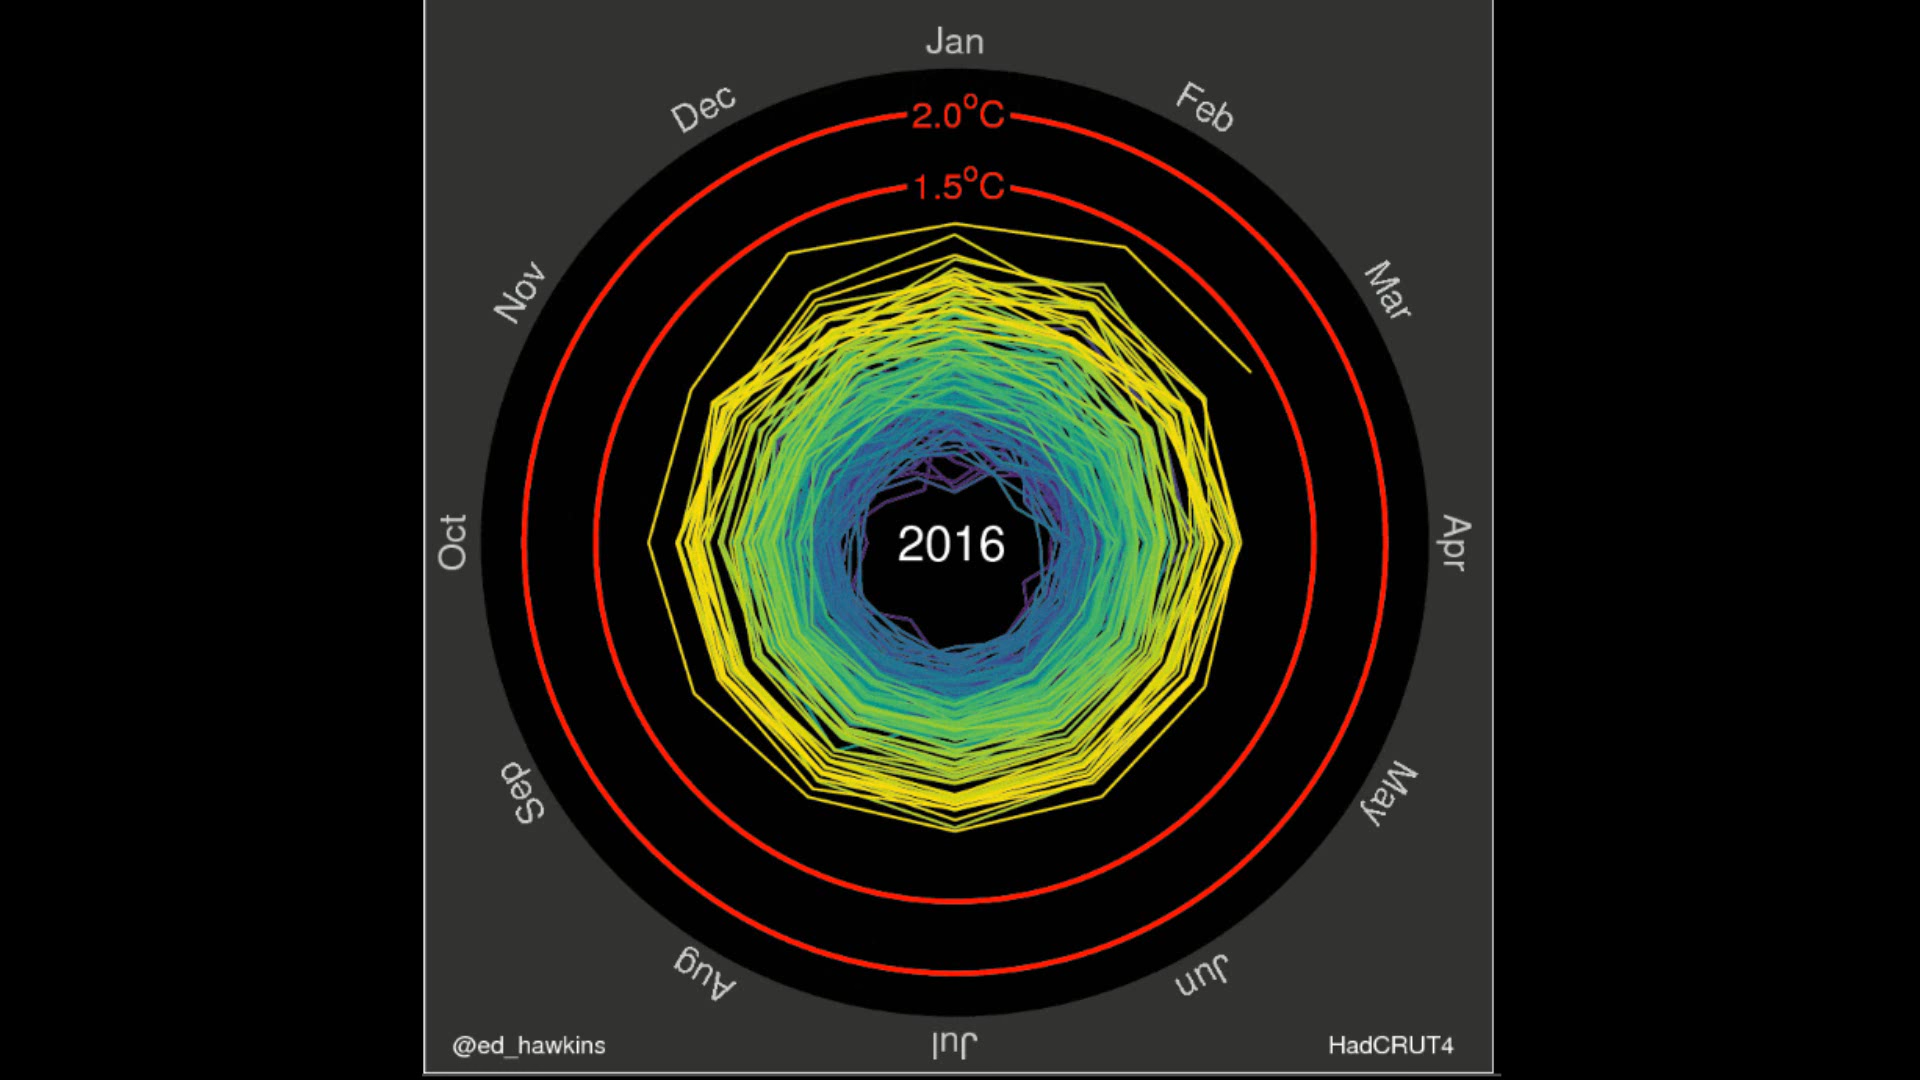 Jan
Feb
Mar
Apr
May
Jun
Jul
Aug
Sep
Oct
Nov
Dec
2.0°C
1.5°C
2016
@ed_hawkins
HadCRUT4